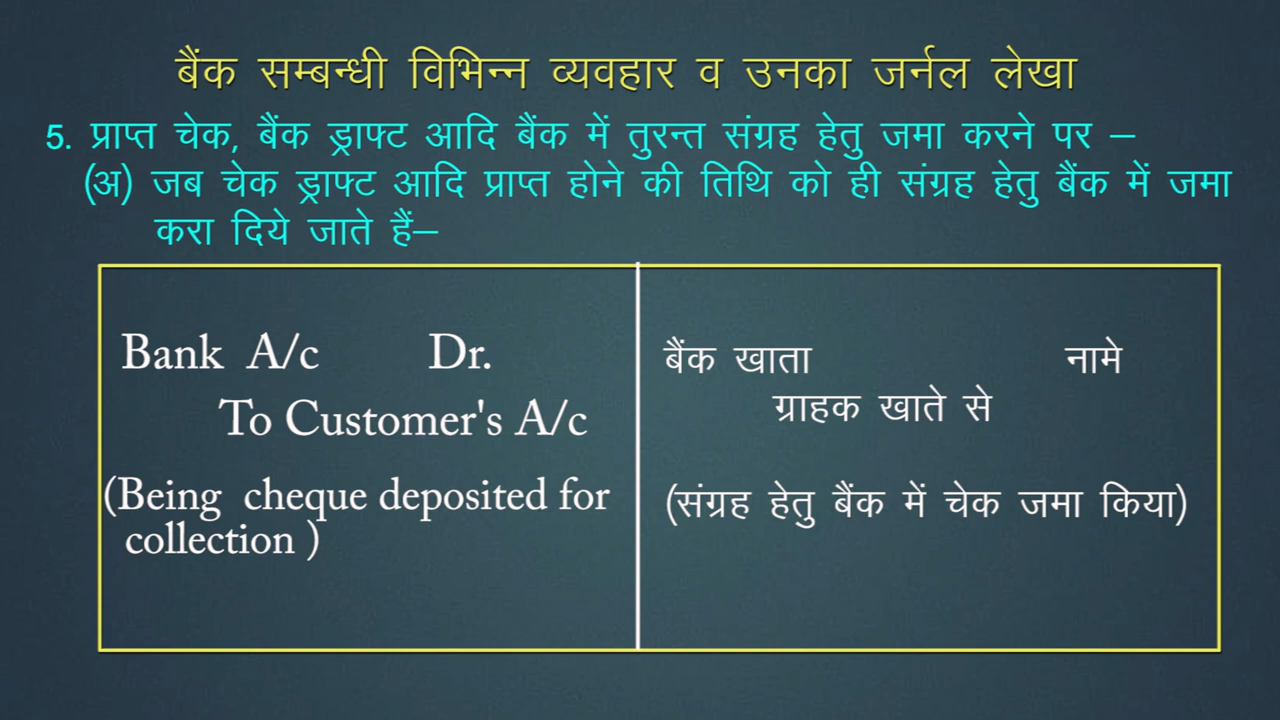 बैंक सम्बन्धी विभिन्न व्यवहार व उनका जर्नल लेखा
5. प्राप्त चेक, बैंक ड्राफ्ट आदि बैंक में तुरन्त संग्रह हेतु जमा करने पर –
(अ) जब चेक ड्राफ्ट आदि प्राप्त होने की तिथि को ही संग्रह हेतु बैंक में जमा
करा दिये जाते हैं–
Bank A/c Dr.
To Customer's A/c
(Being cheque deposited for
collection )
बैंक खाता नामे
ग्राहक खाते से
(संग्रह हेतु बैंक में चेक जमा किया)